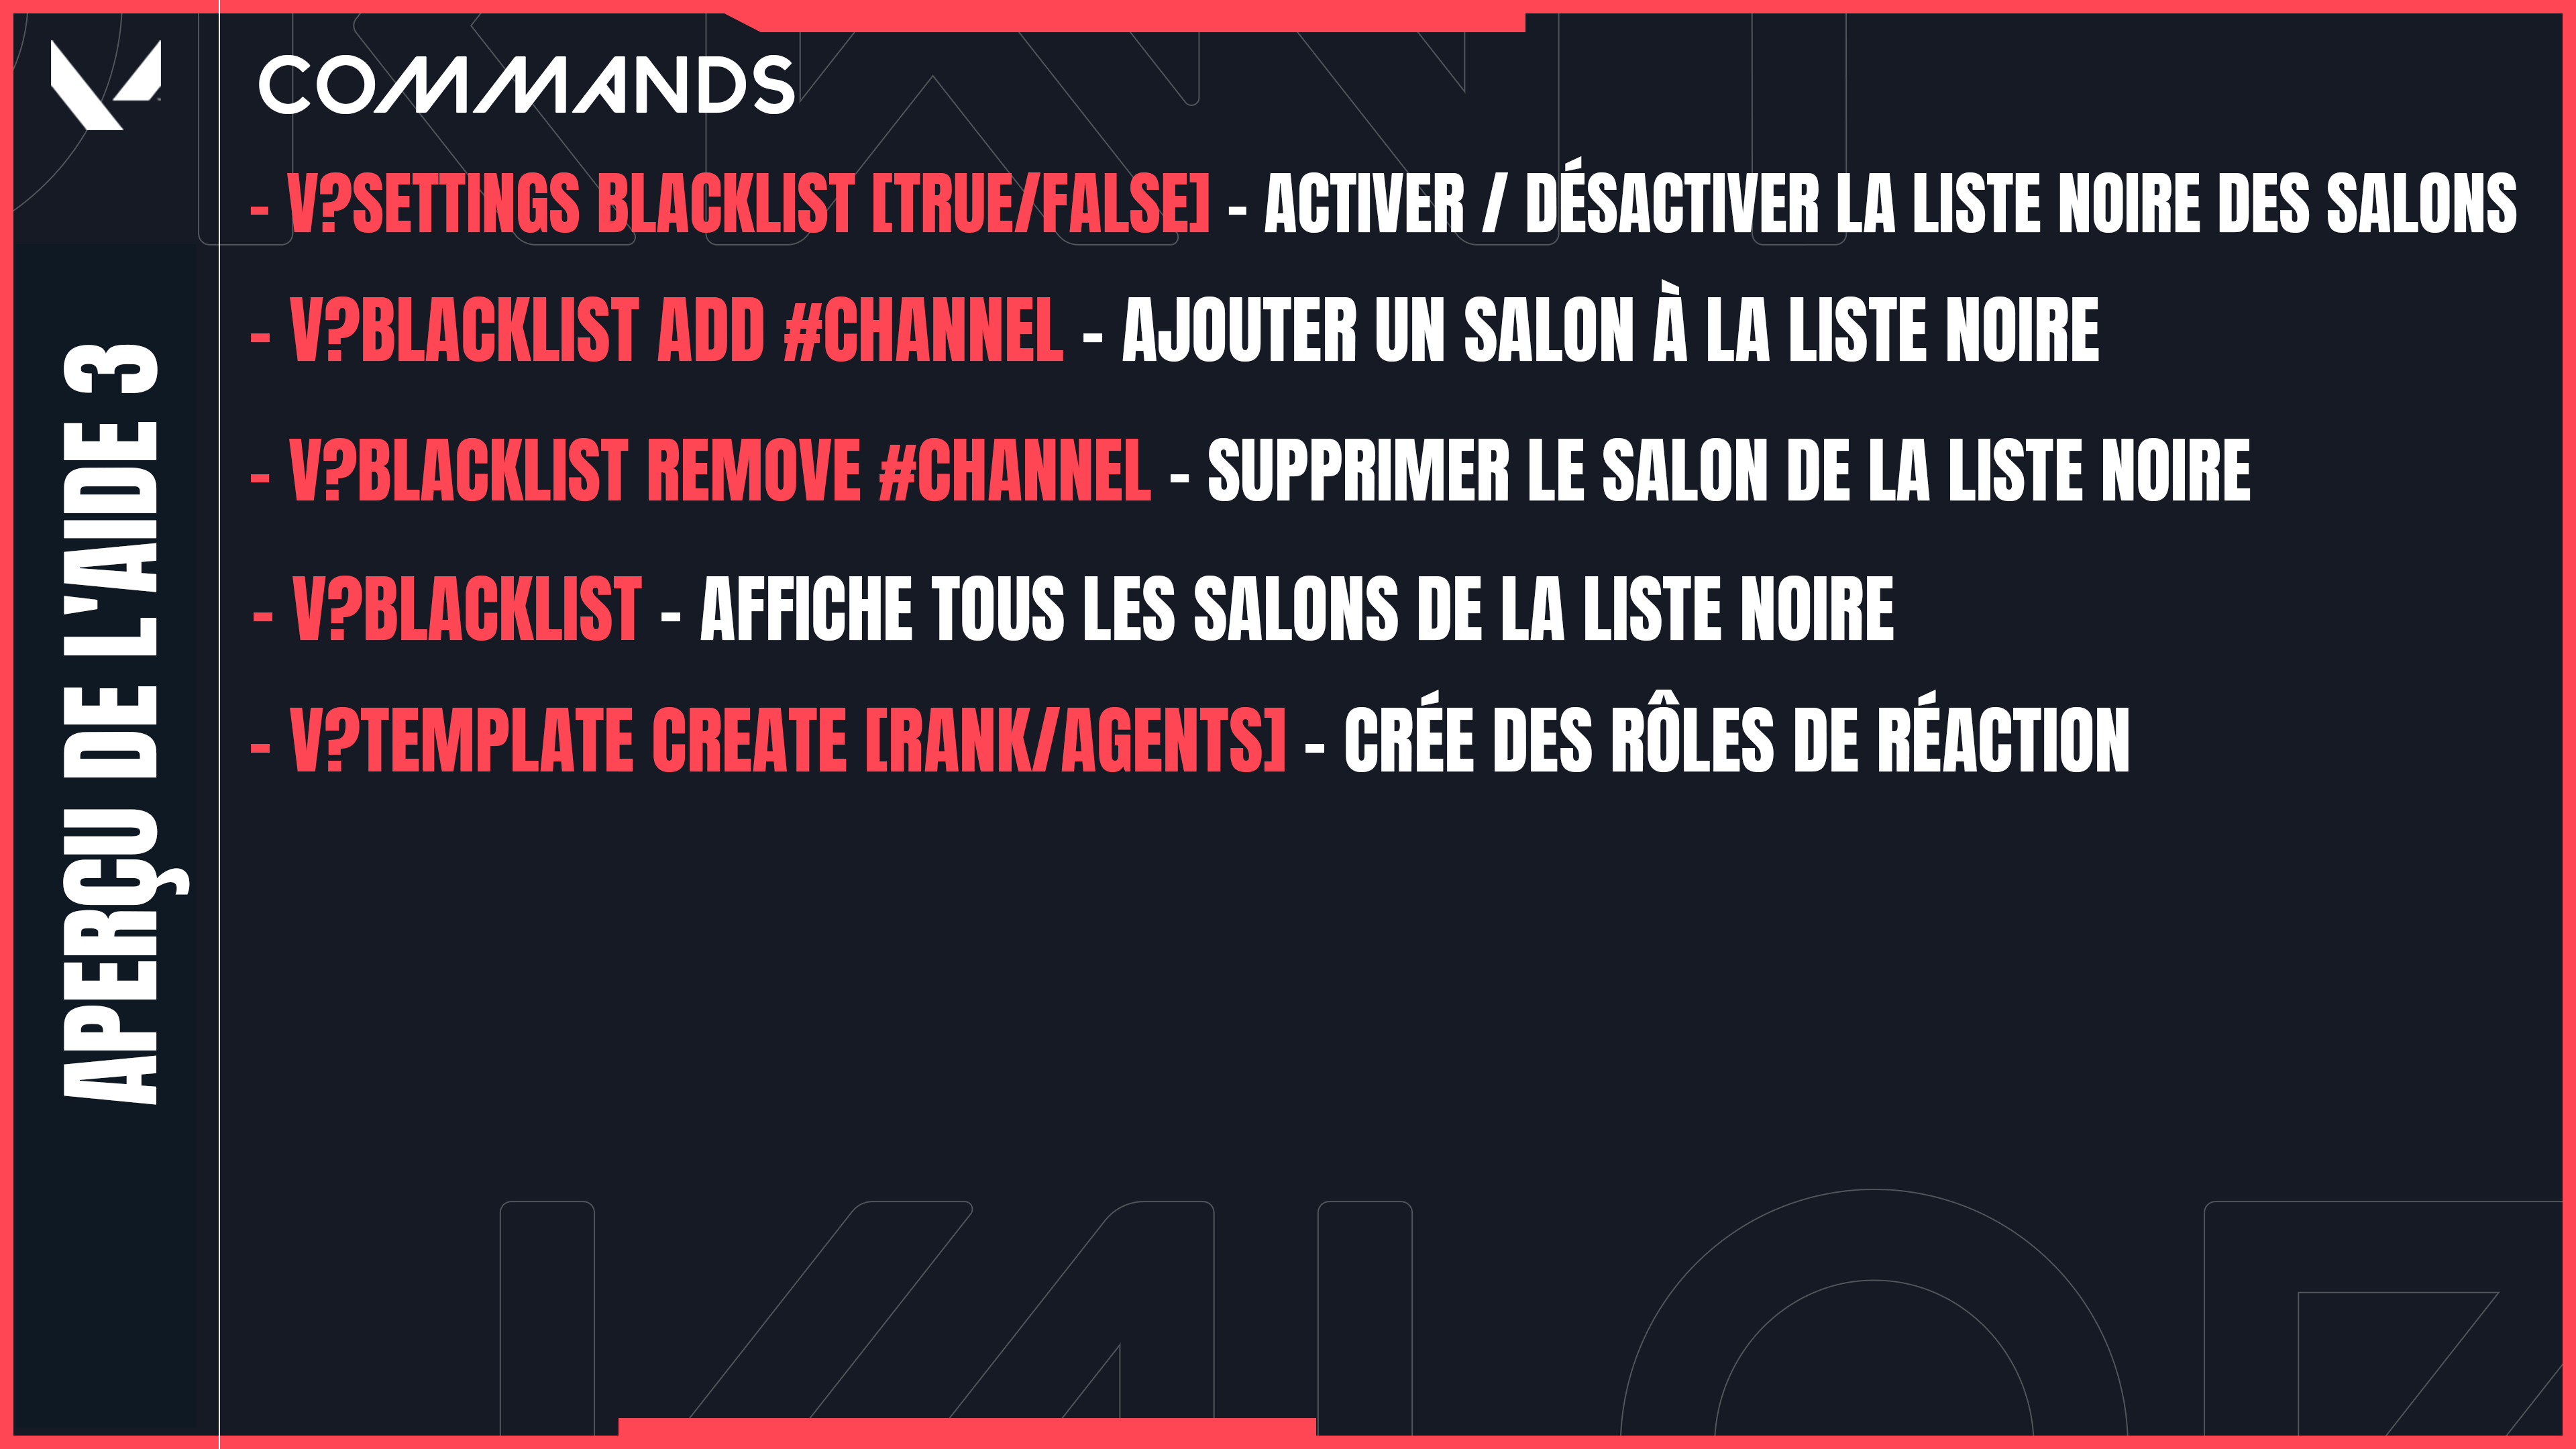 COMMANDS
- V?SETTINGS BLACKLIST [TRUE/FALSE] - ACTIVER / DÉSACTIVER LA LISTE NOIRE DES SALONS
- V?BLACKLIST ADD #CHANNEL - AJOUTER UN SALON À LA LISTE NOIRE
- V?BLACKLIST REMOVE #CHANNEL - SUPPRIMER LE SALON DE LA LISTE NOIRE
- V?BLACKLIST - AFFICHE TOUS LES SALONS DE LA LISTE NOIRE
- V?TEMPLATE CREATE [RANK/AGENTS] - CRÉE DES RÔLES DE RÉACTION
APERÇU DE L'AIDE 3